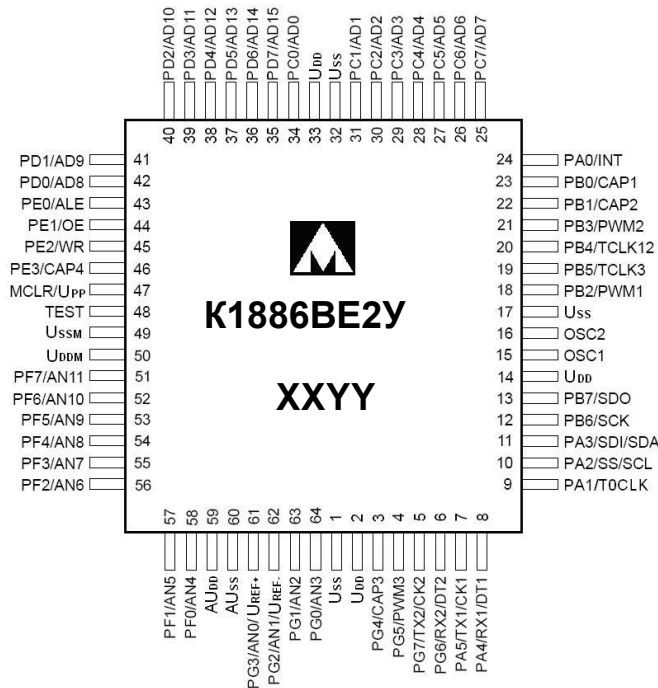 PD2/AD10
PD3/AD11
PD4/AD12
PD5/AD13
PD6/AD14
PD7/AD15
PC0/AD0
UDD
USS
PC1/AD1
PC2/AD2
PC3/AD3
PC4/AD4
PC5/AD5
PC6/AD6
PC7/AD7
40 39 38 37 36 35 34 33 32 31 30 29 28 27 26 25
PD1/AD9 41
PD0/AD8 42
PE0/ALE 43
PE1/OE 44
PE2/WR 45
PE3/CAP4 46
MCLR/UPP 47
TEST 48
USSM 49
UDDM 50
PF7/AN11 51
PF6/AN10 52
PF5/AN9 53
PF4/AN8 54
PF3/AN7 55
PF2/AN6 56
К1886ВЕ2У
XXYY
24 PA0/INT
23 PB0/CAP1
22 PB1/CAP2
21 PB3/PWM2
20 PB4/TCLK12
19 PB5/TCLK3
18 PB2/PWM1
17 USS
16 OSC2
15 OSC1
14 UDD
13 PB7/SDO
12 PB6/SCK
11 PA3/SDI/SDA
10 PA2/SS/SCL
9 PA1/T0CLK
57 58 59 60 61 62 63 64 1 2 3 4 5 6 7 8
PF1/AN5
PF0/AN4
AUDD
AUSS
PG3/AN0/UREF+
PG2/AN1/UREF-
PG1/AN2
PG0/AN3
USS
UDD
PG4/CAP3
PG5/PWM3
PG7/TX2/CK2
PG6/RX2/DT2
PA5/TX1/CK1
PA4/RX1/DT1